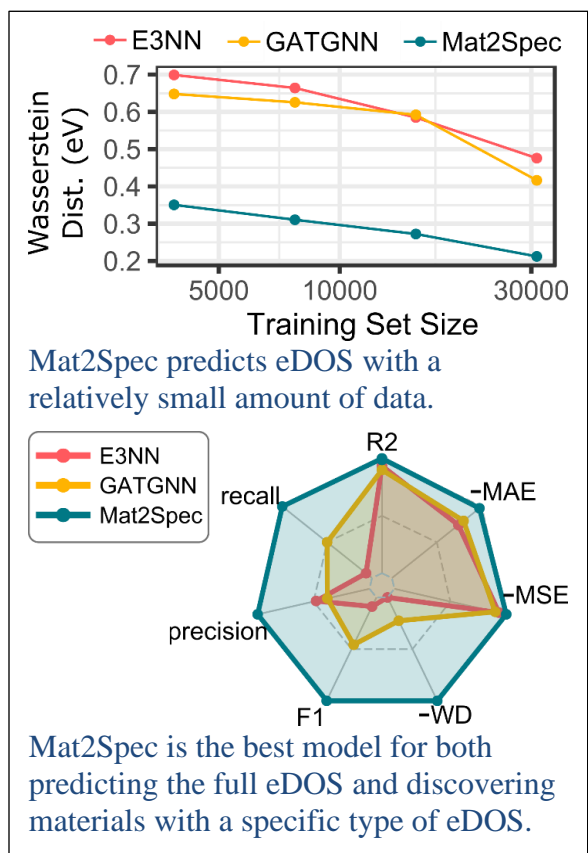 E3NN GATGNN Mat2Spec
Wasserstein
Dist. (eV)
0.7
0.6
0.5
0.4
0.3
0.2
5000 10000 30000
Training Set Size
Mat2Spec predicts eDOS with a
relatively small amount of data.
E3NN
GATGNN
Mat2Spec
R2
-MAE
-MSE
-WD
F1
precision
recall
Mat2Spec is the best model for both
predicting the full eDOS and discovering
materials with a specific type of eDOS.